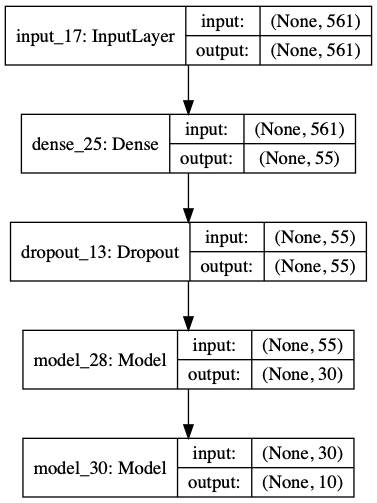 input_17: InputLayer
input: (None, 561)
output: (None, 561)
dense_25: Dense
input: (None, 561)
output: (None, 55)
dropout_13: Dropout
input: (None, 55)
output: (None, 55)
model_28: Model
input: (None, 55)
output: (None, 30)
model_30: Model
input: (None, 30)
output: (None, 10)